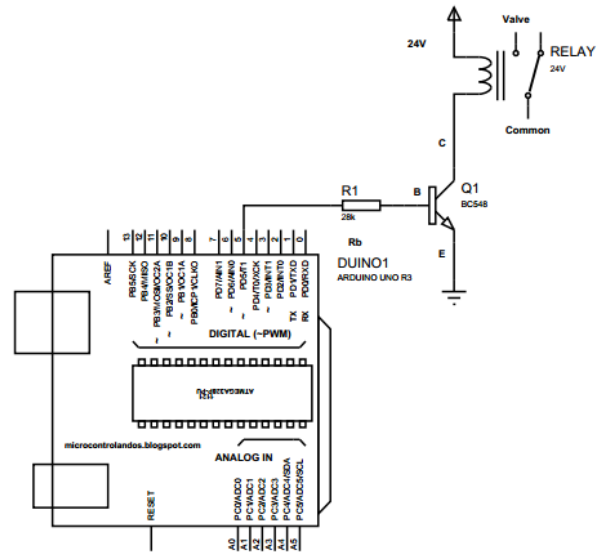 Valve
24V
RELAY
24V
Common
C
R1
B
Q1
28k
BC548
Rb
E
DUINO1
ARDUINO UNO R3
13
12
11
10
9
8
7
6
5
4
3
2
1
0
AREF
PB5/SCK
PB4/MISO
~ PB3/MOSI/OC2A
~ PB2/SS/OC1B
~ PB1/OC1A
PB0/ICP1/CLKO
PD7/AIN1
~ PD6/AIN0
~ PD5/T1
PD4/T0/XCK
~ PD3/INT1
PD2/INT0
TX PD1/TXD
RX PD0/RXD
DIGITAL (~PWM)
microcontrolandos.blogspot.com
ANALOG IN
RESET
PC0/ADC0
PC1/ADC1
PC2/ADC2
PC3/ADC3
PC4/ADC4/SDA
PC5/ADC5/SCL
A0
A1
A2
A3
A4
A5